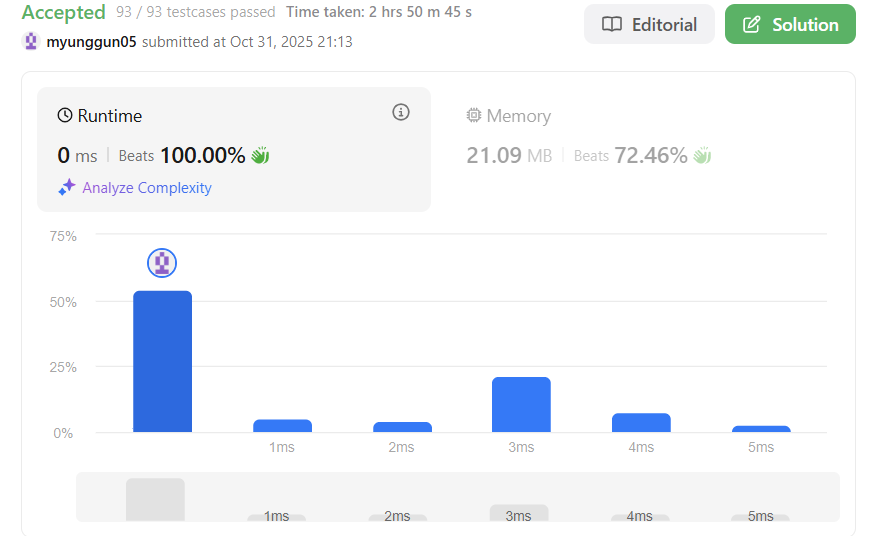 Accepted 93 / 93 testcases passed Time taken: 2 hrs 50 m 45 s
myunggun05 submitted at Oct 31, 2025 21:13
Editorial
Solution
Runtime
0 ms | Beats 100.00%
Analyze Complexity
Memory
21.09 MB | Beats 72.46%
75%
50%
25%
0%
1ms 2ms 3ms 4ms 5ms
1ms 2ms 3ms 4ms 5ms